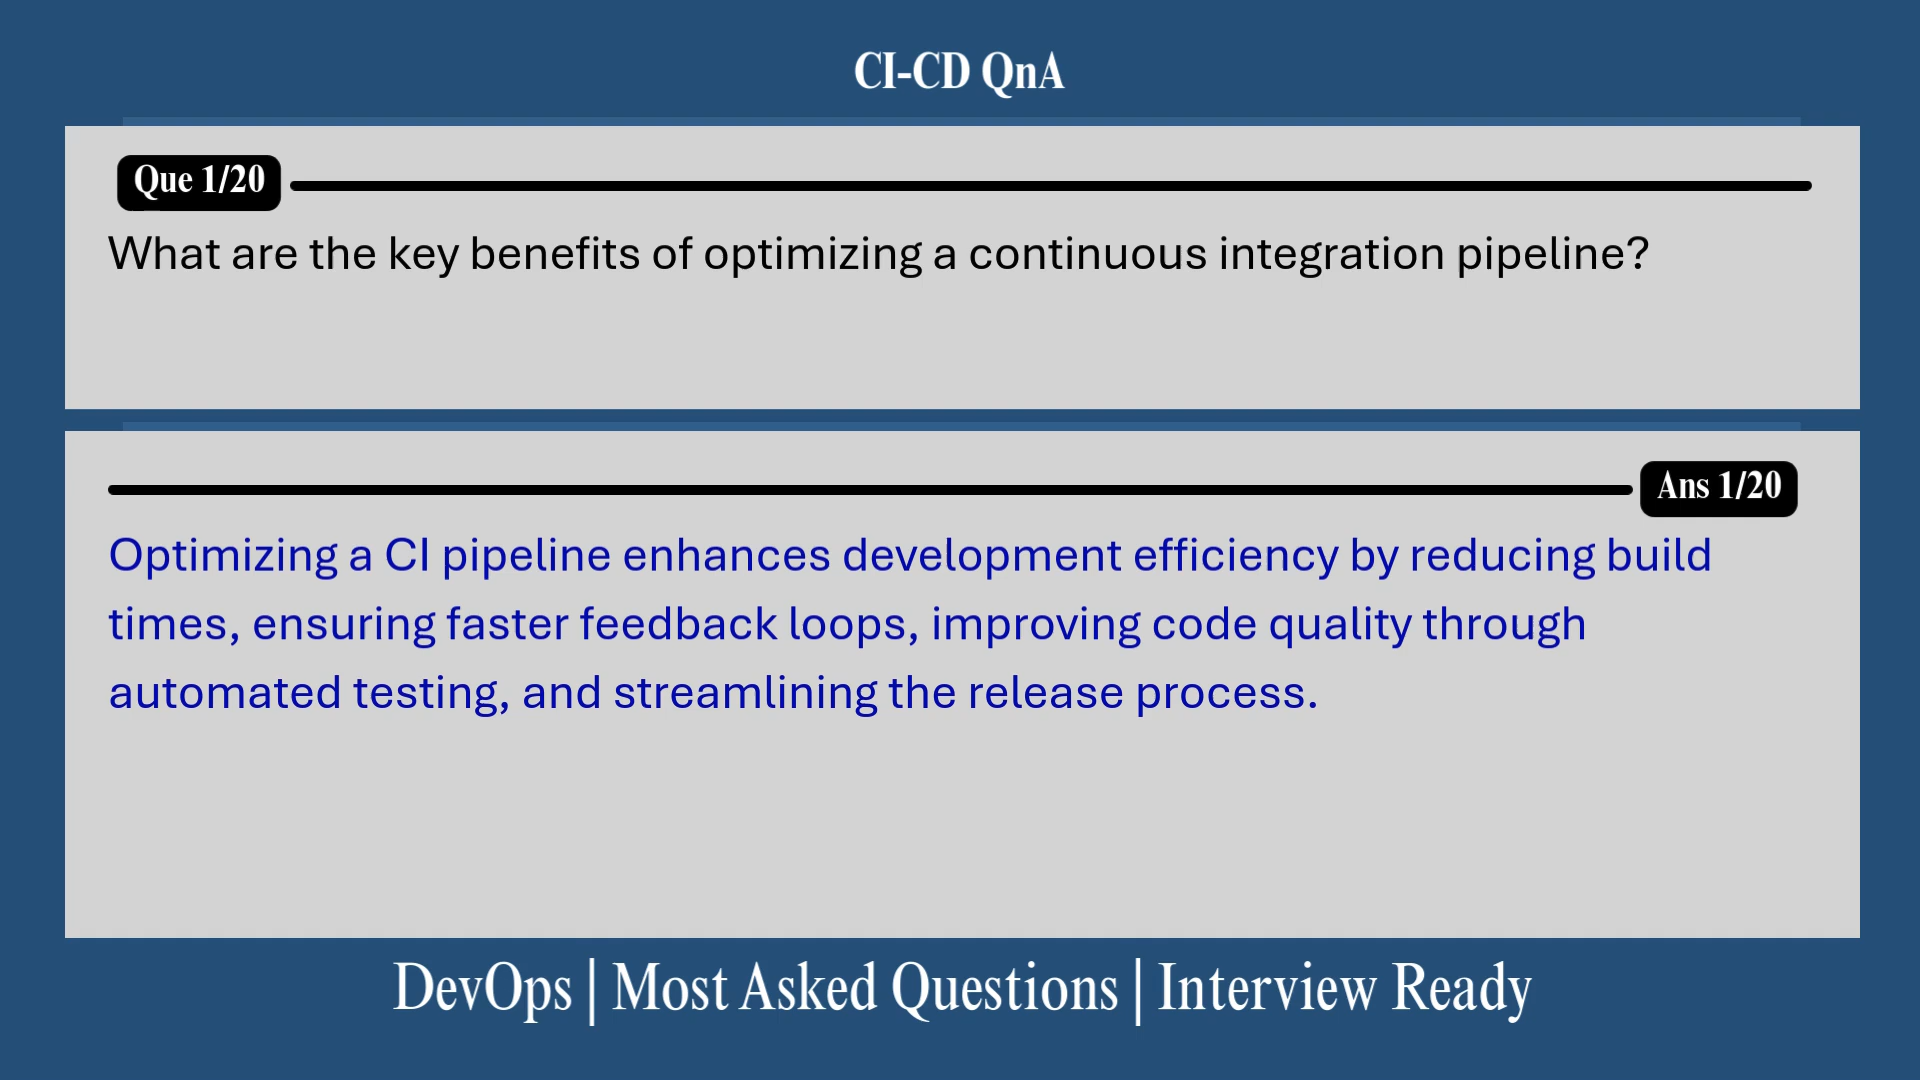 CI-CD QnA
Que 1/20
What are the key benefits of optimizing a continuous integration pipeline?
Ans 1/20
Optimizing a CI pipeline enhances development efficiency by reducing build
times, ensuring faster feedback loops, improving code quality through
automated testing, and streamlining the release process.
DevOps | Most Asked Questions | Interview Ready